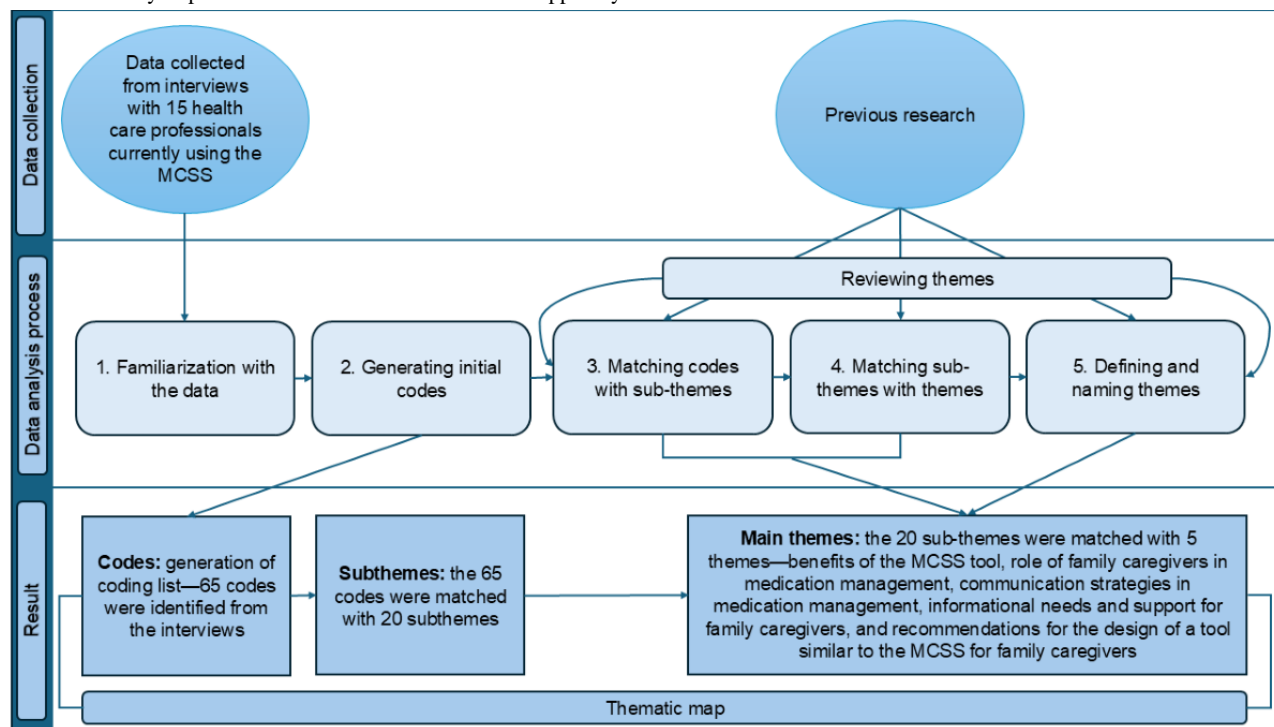 Data collection
Data collected
from interviews
with 15 health
care professionals
currently using the
MCSS
Previous research
Data analysis process
Reviewing themes
1. Familiarization with
the data
2. Generating initial
codes
3. Matching codes
with sub-themes
4. Matching sub-
themes with themes
5. Defining and
naming themes
Result
Codes: generation of
coding list—65 codes
were identified from
the interviews
Subthemes: the 65
codes were matched
with 20 subthemes
Main themes: the 20 sub-themes were matched with 5
themes—benefits of the MCSS tool, role of family caregivers in
medication management, communication strategies in
medication management, informational needs and support for
family caregivers, and recommendations for the design of a tool
similar to the MCSS for family caregivers
Thematic map